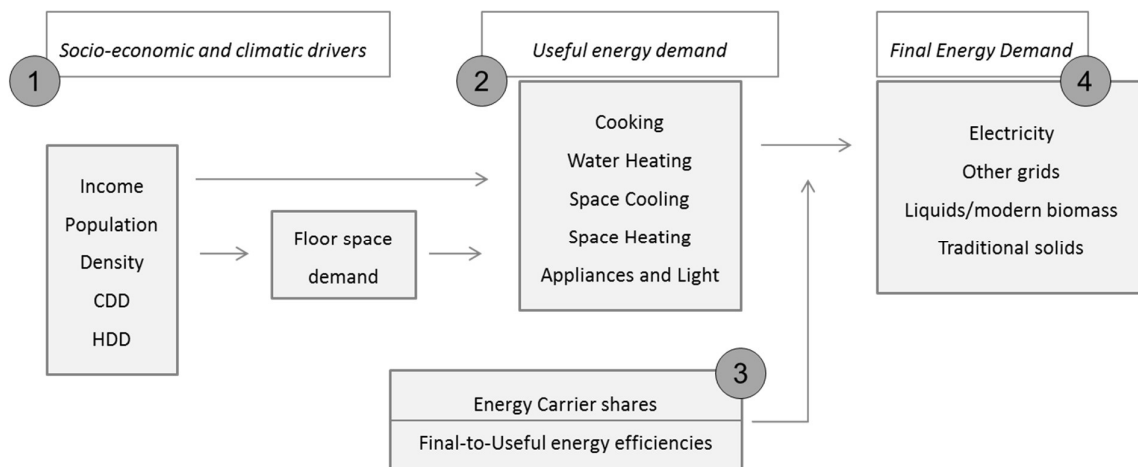 Socio-economic and climatic drivers
1
Income
Population
Density
CDD
HDD
Floor space
demand
Useful energy demand
2
Cooking
Water Heating
Space Cooling
Space Heating
Appliances and Light
3
Energy Carrier shares
Final-to-Useful energy efficiencies
Final Energy Demand
4
Electricity
Other grids
Liquids/modern biomass
Traditional solids